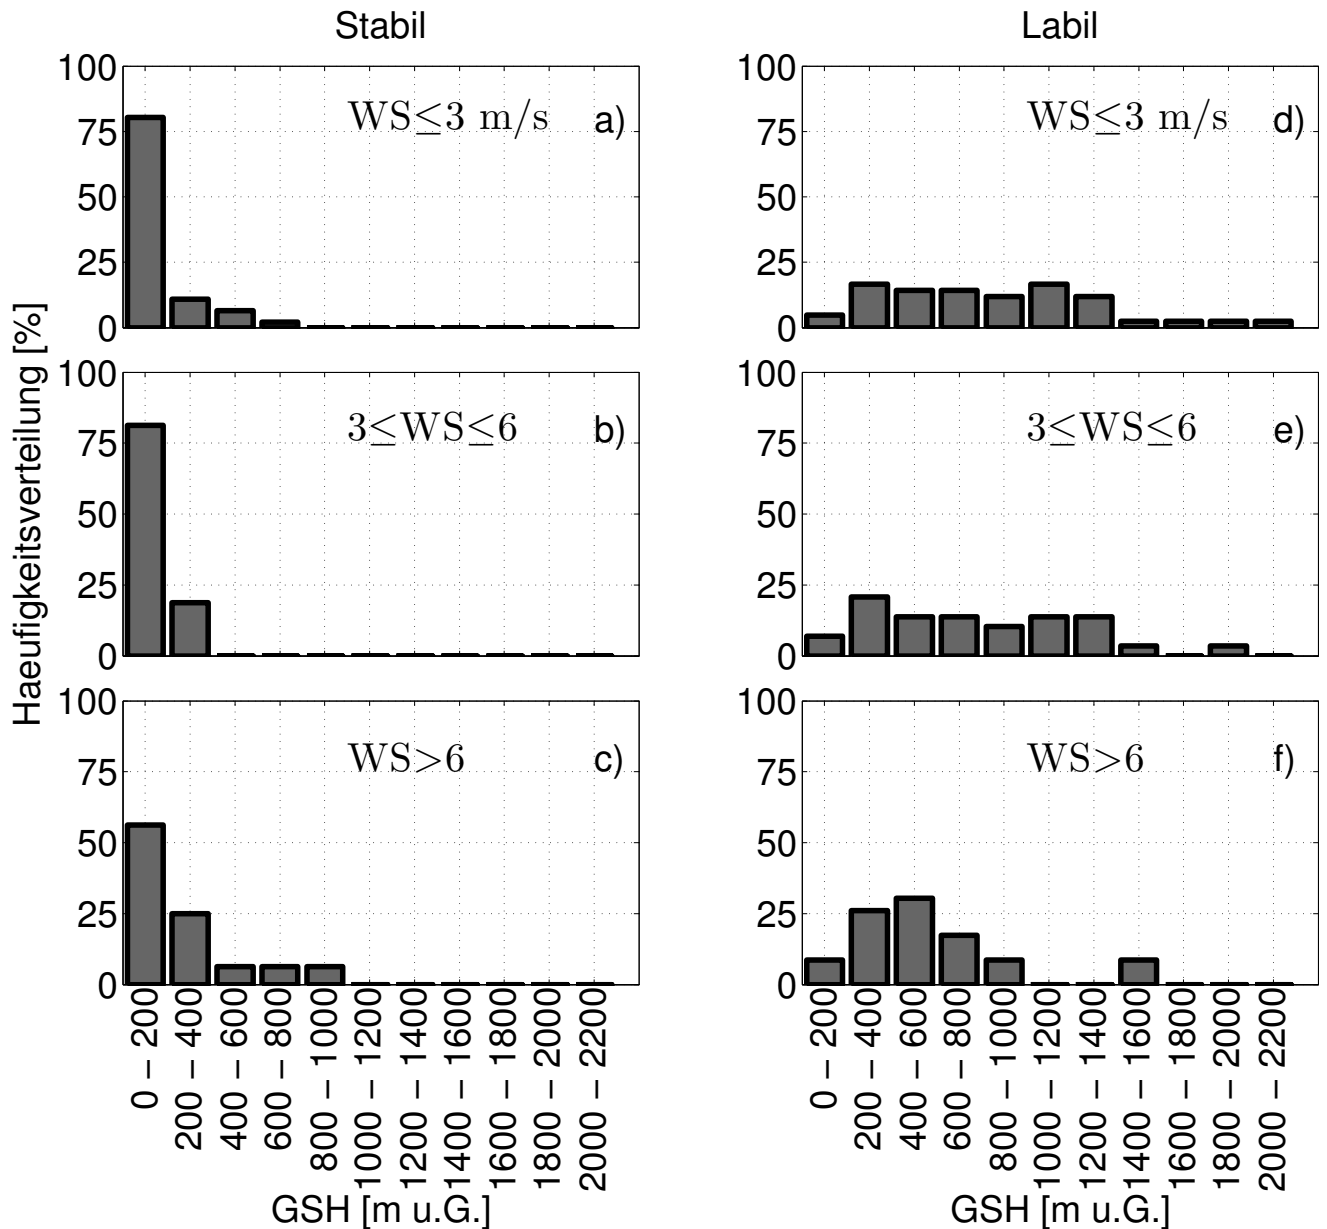 Stabil
Labil
Haeufigkeitsverteilung [%]
100
75
50
25
0
WS≤3 m/s
a)
100
75
50
25
0
WS≤3 m/s
d)
100
75
50
25
0
3≤WS≤6
b)
100
75
50
25
0
3≤WS≤6
e)
100
75
50
25
0
WS>6
c)
100
75
50
25
0
WS>6
f)
0 – 200
200 – 400
400 – 600
600 – 800
800 – 1000
1000 – 1200
1200 – 1400
1400 – 1600
1600 – 1800
1800 – 2000
2000 – 2200
GSH [m u.G.]
0 – 200
200 – 400
400 – 600
600 – 800
800 – 1000
1000 – 1200
1200 – 1400
1400 – 1600
1600 – 1800
1800 – 2000
2000 – 2200
GSH [m u.G.]